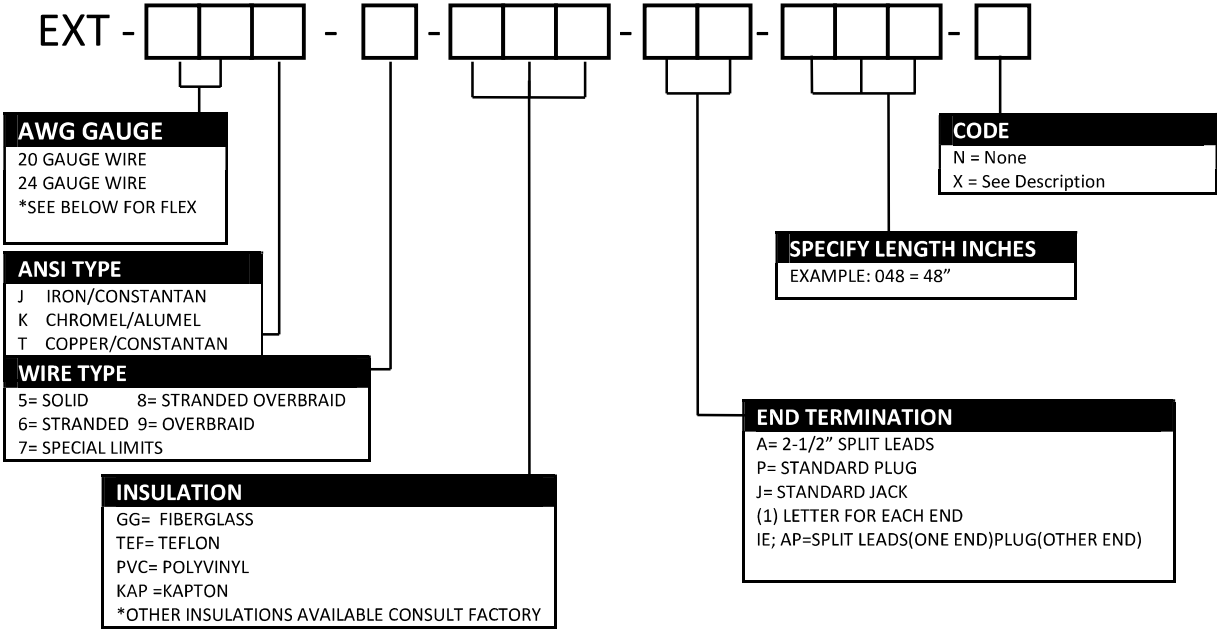 EXT - - - - - -
AWG GAUGE
20 GAUGE WIRE
24 GAUGE WIRE
*SEE BELOW FOR FLEX
ANSI TYPE
J IRON/CONSTANTAN
K CHROMEL/ALUMEL
T COPPER/CONSTANTAN
WIRE TYPE
5= SOLID 8= STRANDED OVERBRAID
6= STRANDED 9= OVERBRAID
7= SPECIAL LIMITS
INSULATION
GG= FIBERGLASS
TEF= TEFLON
PVC= POLYVINYL
KAP =KAPTON
*OTHER INSULATIONS AVAILABLE CONSULT FACTORY
END TERMINATION
A= 2-1/2” SPLIT LEADS
P= STANDARD PLUG
J= STANDARD JACK
(1) LETTER FOR EACH END
IE; AP=SPLIT LEADS(ONE END)PLUG(OTHER END)
SPECIFY LENGTH INCHES
EXAMPLE: 048 = 48”
CODE
N = None
X = See Description